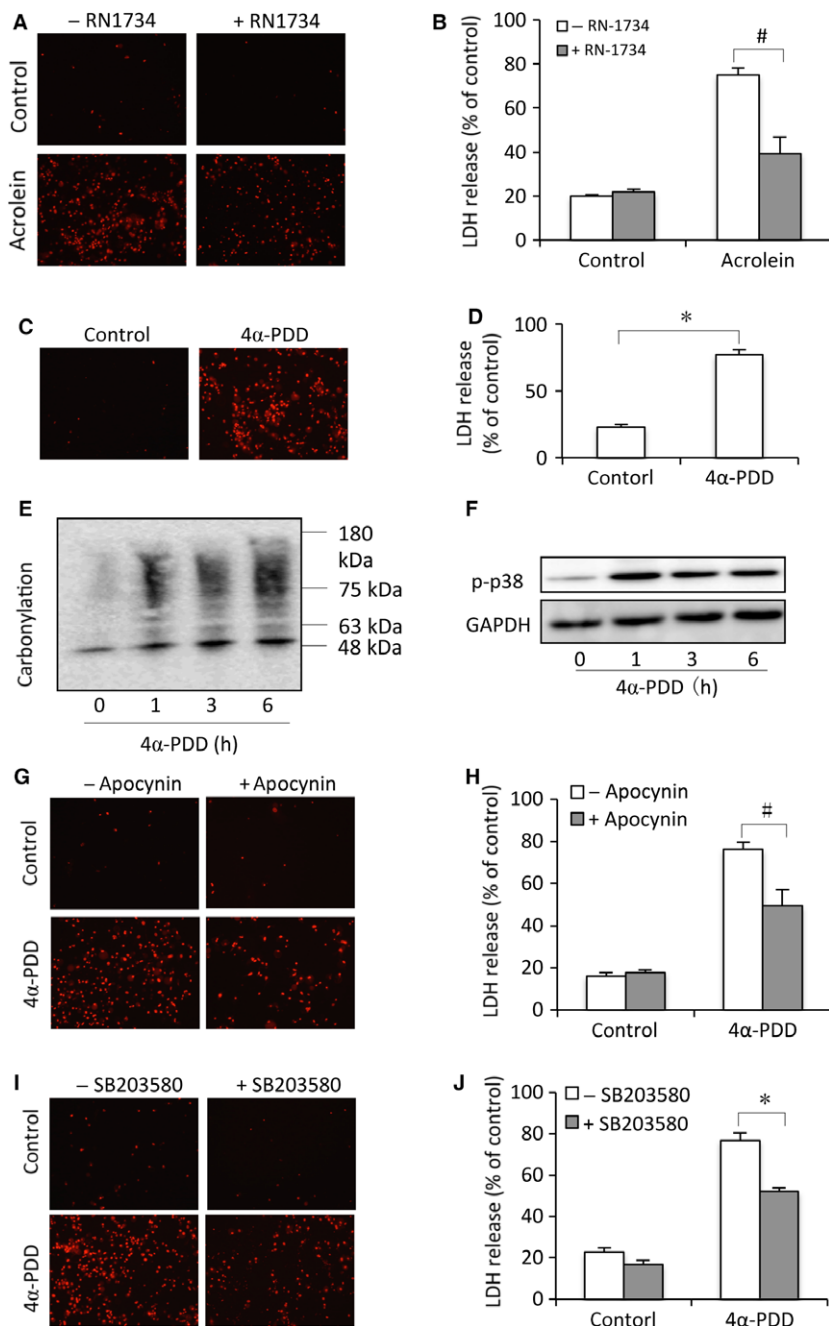 A
– RN1734
+ RN1734
Control
Acrolein
B
– RN-1734
+ RN-1734
#
LDH release (% of control)
100
80
60
40
20
0
Control
Acrolein
C
Control
4α-PDD
D
*
LDH release
(% of control)
100
50
0
Contorl
4α-PDD
E
Carbonylation
180
kDa
75 kDa
63 kDa
48 kDa
0 1 3 6
4α-PDD (h)
F
p-p38
GAPDH
0 1 3 6
4α-PDD (h)
G
– Apocynin
+ Apocynin
Control
4α-PDD
H
– Apocynin
+ Apocynin
#
LDH release (% of control)
100
80
60
40
20
0
Control
4α-PDD
I
– SB203580
+ SB203580
Control
4α-PDD
J
– SB203580
+ SB203580
*
LDH release (% of control)
100
80
60
40
20
0
Contorl
4α-PDD